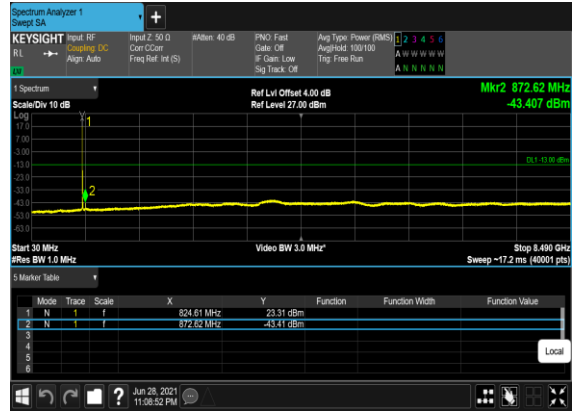 Spectrum Analyzer 1
Swept SA
+
KEYSIGHT Input: RF Input Z: 50 Ω #Atten: 40 dB PNO: Fast Avg Type: Power (RMS) 1 2 3 4 5 6
RL Coupling: DC Corr CCorr Gate: Off Avg|Hold: 100/100 A W W W W W
Align: Auto Freq Ref: Int (S) IF Gain: Low Trig: Free Run
LW Sig Track: Off A N N N N N
1 Spectrum Ref Lvl Offset 4.00 dB Mkr2 872.62 MHz
Scale/Div 10 dB Ref Level 27.00 dBm -43.407 dBm
Log
17.0 1
7.00
-3.00
-13.0 DL1 -13.00 dBm
-23.0
-33.0 2
-43.0
-53.0
-63.0
Start 30 MHz Video BW 3.0 MHz* Stop 8.490 GHz
#Res BW 1.0 MHz Sweep ~17.2 ms (40001 pts)
5 Marker Table
Mode Trace Scale X Y Function Function Width Function Value
1 N 1 f 824.61 MHz 23.31 dBm
2 N 1 f 872.62 MHz -43.41 dBm
3
4
5
6
Local
? Jun 28, 2021
11:08:52 PM